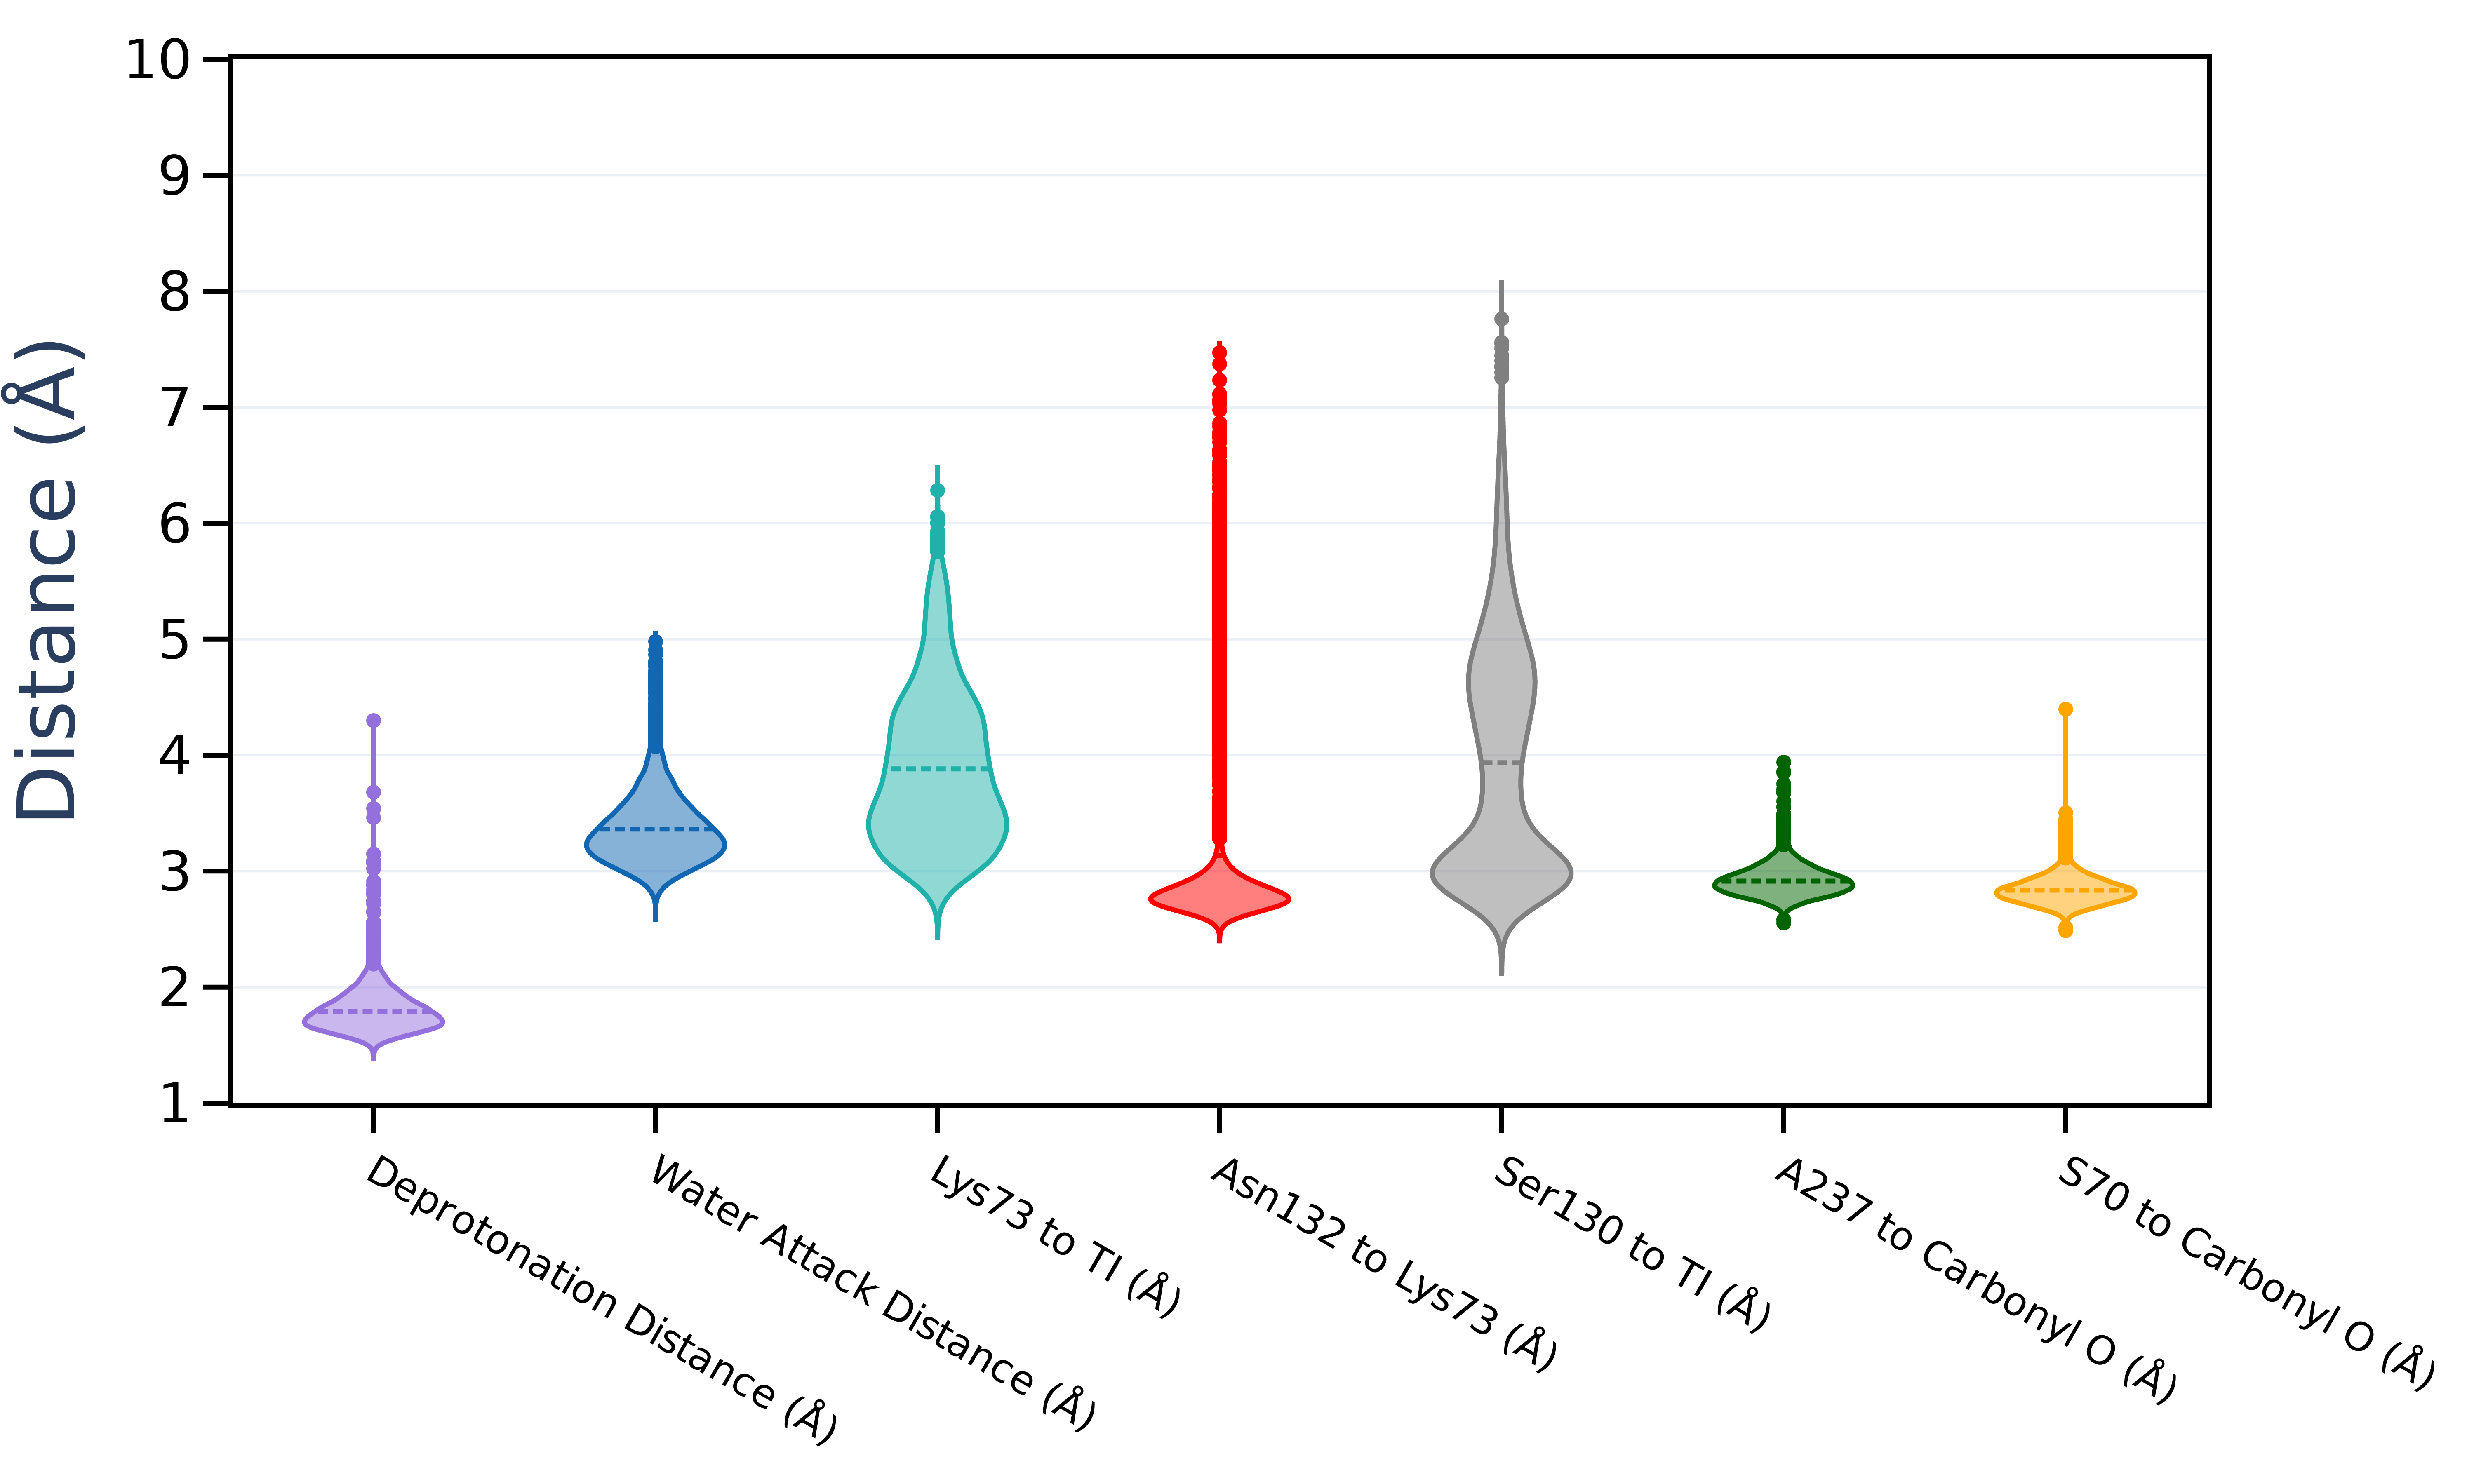 Distance (Å)
10
9
8
7
6
5
4
3
2
1
Deprotonation Distance (Å)
Water Attack Distance (Å)
Lys73 to TI (Å)
Asn132 to Lys73 (Å)
Ser130 to TI (Å)
A237 to Carbonyl O (Å)
S70 to Carbonyl O (Å)